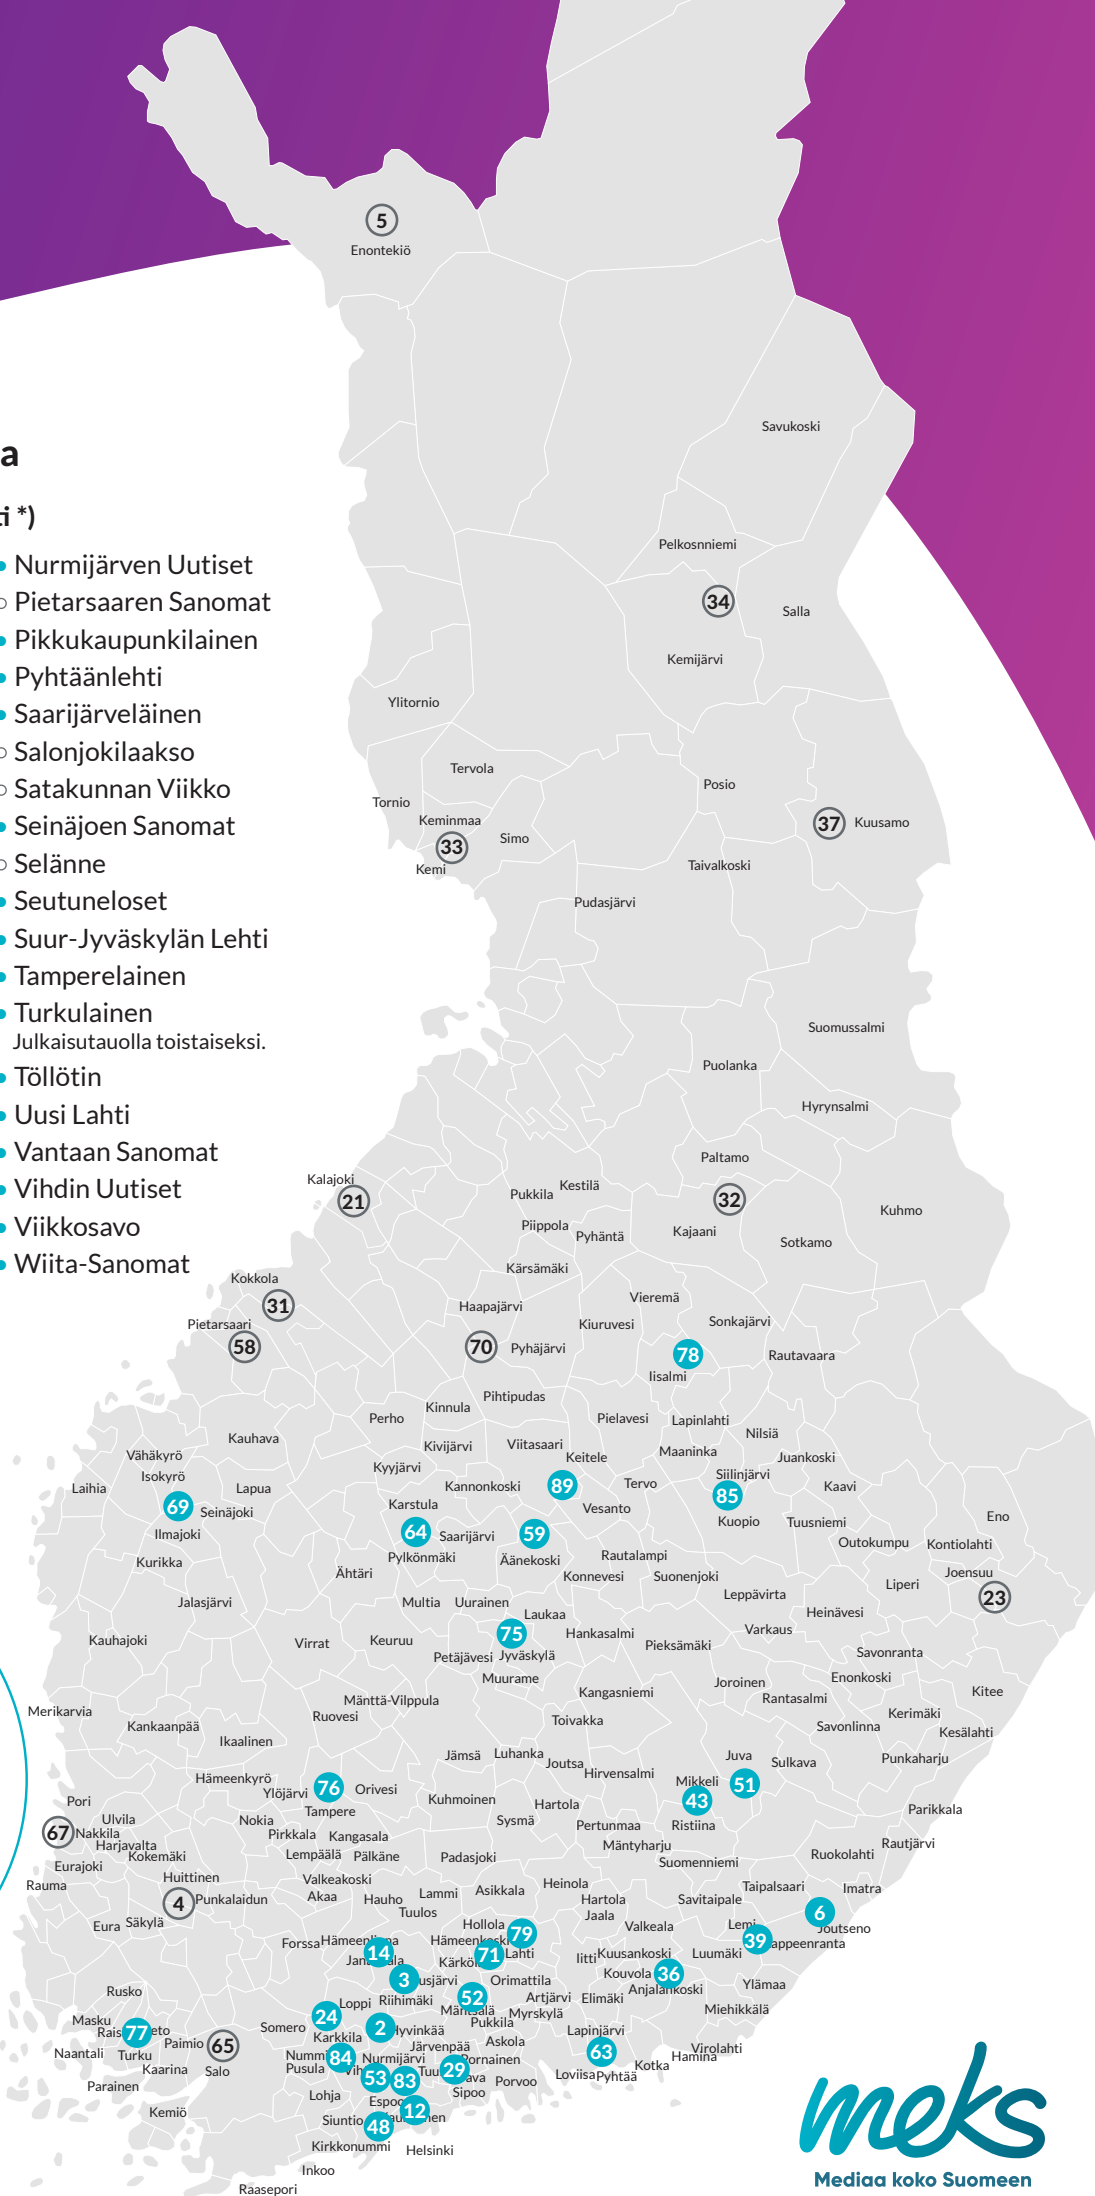 a
ti *)
Nurmijärven Uutiset
Pietarsaaren Sanomat
Pikkukaupunkilainen
Pyhtäänlehti
Saarijärveläinen
Salonjokilaakso
Satakunnan Viikko
Seinäjoen Sanomat
Selänne
Seutuneloset
Suur-Jyväskylän Lehti
Tamperelainen
Turkulainen
Julkaisutauolla toistaiseksi.
Töllötin
Uusi Lahti
Vantaan Sanomat
Vihdin Uutiset
Viikkosavo
Wiita-Sanomat
5
Enontekiö
Savukoski
Pelkosnniemi
34
Salla
Kemijärvi
Ylitornio
Tervola
Posio
Tornio
Keminmaa
37 Kuusamo
Simo
33
Kemi
Taivalkoski
Pudasjärvi
Suomussalmi
Puolanka
Hyrynsalmi
Paltamo
Kalajoki
21
Pukkila Kestilä
32
Kuhmo
Piippola Pyhäntä
Kajaani
Sotkamo
Kärsämäki
Kokkola
31
Vieremä
Haapajärvi
Pietarsaari
58
Kiuruvesi
Sonkajärvi
70 Pyhäjärvi
78
Rautavaara
Iisalmi
Pihtipudas
Kinnula
Perho
Pielavesi Lapinlahti
Nilsiä
Kauhava
Kivijärvi Viitasaari
Maaninka
Vähäkyrö
Keitele
Juankoski
Kyyjärvi
Isokyrö
Siilinjärvi
Laihia
Lapua
Kannonkoski
89
Tervo
85
Kaavi
69
Seinäjoki
Karstula
Vesanto
Eno
Kuopio Tuusniemi
64
Saarijärvi
59
Ilmajoki
Outokumpu Kontiolahti
Pylkönmäki
Äänekoski
Rautalampi
Kurikka
Ähtäri
Konnevesi
Suonenjoki
Joensuu
Liperi
23
Leppävirta
Jalasjärvi
Multia Uurainen
Laukaa
Heinävesi
75
Hankasalmi
Varkaus
Kauhajoki
Virrat
Keuruu
Pieksämäki
Savonranta
Petäjävesi Jyväskylä
Muurame
Joroinen
Enonkoski
Kangasniemi
Rantasalmi
Kitee
Mänttä-Vilppula
Merikarvia
Ruovesi
Toivakka
Kerimäki
Kankaanpää
Savonlinna
Kesälahti
Ikaalinen
Jämsä Luhanka
Joutsa
Juva
Sulkava
Punkaharju
Hirvensalmi
Hämeenkyrö
Ylöjärvi
76
Orivesi
Mikkeli
51
43
Pori
Kuhmoinen
Hartola
Tampere
Parikkala
Ulvila
Nokia
Sysmä
Pertunmaa
Ristiina
67
Nakkila
Pirkkala Kangasala
Harjavalta
Mäntyharju
Rautjärvi
Kokemäki
Lempäälä Pälkäne
Padasjoki
Suomenniemi
Ruokolahti
Eurajoki
Huittinen
Valkeakoski
Rauma
Heinola
Taipalsaari
Imatra
Akaa
Hauho
Lammi
Asikkala
4
Punkalaidun
Tuulos
Hartola
Savitaipale
Jaala
6
Eura Säkylä
Hollola
Valkeala
Lemi
Joutseno
79
39
Forssa
14
71
Lahti
Iitti
Kuusankoski
Luumäki
Kouvola
36
3
Orimattila
Anjalankoski
Ylämaa
Rusko
52
Artjärvi Elimäki
Loppi Riihimäki
Miehikkälä
24
Myrskylä
Pukkila
Masku
77
Somero
Karkkila
2
Lapinjärvi
Paimio
65
Järvenpää
Askola
Virolahti
Naantali
Turku
84
Nurmijärvi
63
Hamina
Kaarina
Salo
Pusula
53
83
29
Loviisa
Kotka
Pyhtää
Parainen
Lohja
Sipoo
Porvoo
Kemiö
12
Siuntio
48
Kirkkonummi
Helsinki
Inkoo
Raasepori
meks
Mediaa koko Suomeen